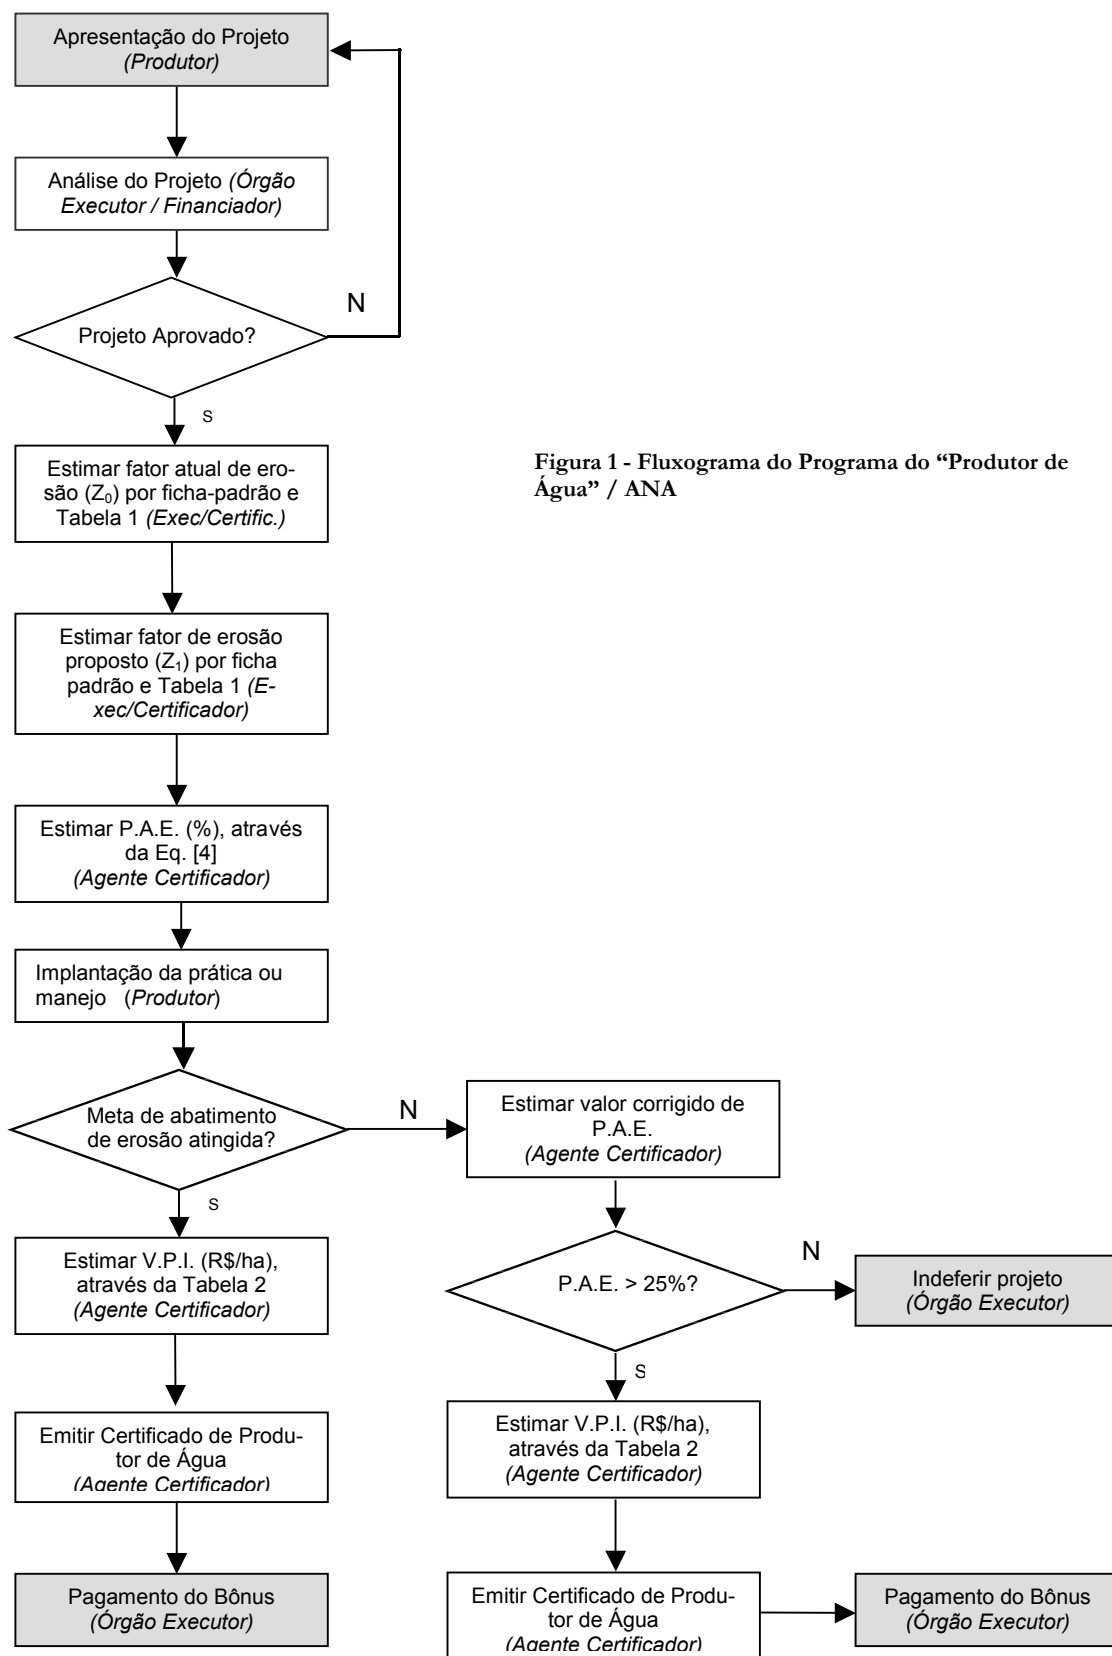 Apresentação do Projeto
(Produtor)
Análise do Projeto (Órgão
Executor / Financiador)
N
Projeto Aprovado?
S
Estimar fator atual de ero-
são (Z₀) por ficha-padrão e
Tabela 1 (Exec/Certific.)
Figura 1 - Fluxograma do Programa do “Produtor de
Água” / ANA
Estimar fator de erosão
proposto (Z₁) por ficha
padrão e Tabela 1 (E-
xec/Certificador)
Estimar P.A.E. (%), através
da Eq. [4]
(Agente Certificador)
Implantação da prática ou
manejo (Produtor)
Meta de abatimento
de erosão atingida?
N
Estimar valor corrigido de
P.A.E.
(Agente Certificador)
S
Estimar V.P.I. (R$/ha),
através da Tabela 2
(Agente Certificador)
P.A.E. > 25%?
N
Indeferir projeto
(Órgão Executor)
S
Emitir Certificado de Produ-
tor de Água
(Agente Certificador)
Estimar V.P.I. (R$/ha),
através da Tabela 2
(Agente Certificador)
Pagamento do Bônus
(Órgão Executor)
Emitir Certificado de Produ-
tor de Água
(Agente Certificador)
Pagamento do Bônus
(Órgão Executor)